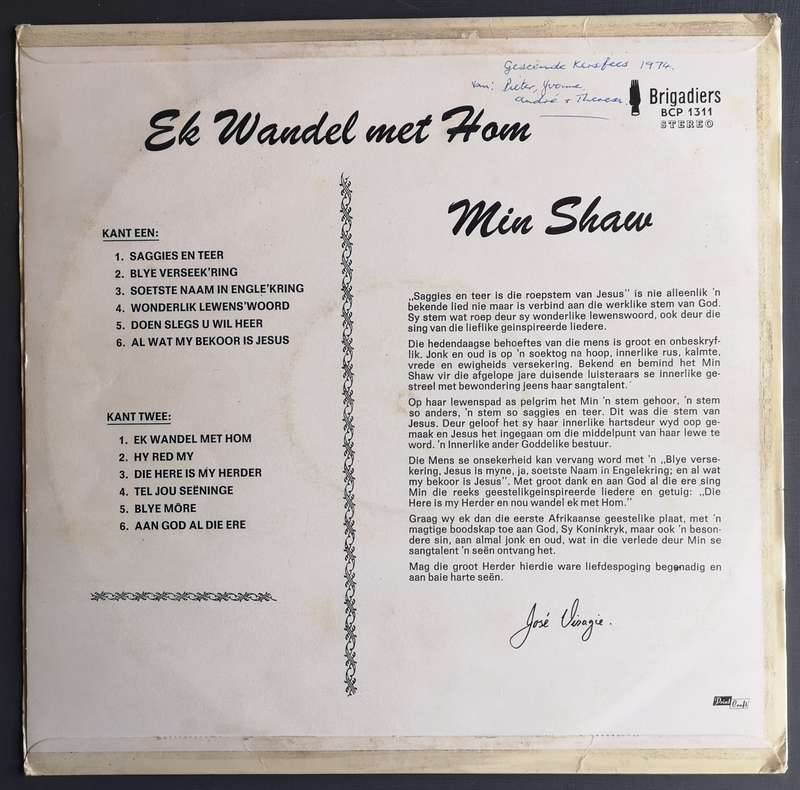 Geseënde Kersfees 1974.
van: Pieter, Yvonne,
André + Theresa.
Brigadiers
BCP 1311
STEREO
Ek Wandel met Hom
Min Shaw
KANT EEN:
1. SAGGIES EN TEER
2. BLYE VERSEEK'RING
3. SOETSTE NAAM IN ENGLE'KRING
4. WONDERLIK LEWENS'WOORD
5. DOEN SLEGS U WIL HEER
6. AL WAT MY BEKOOR IS JESUS
KANT TWEE:
1. EK WANDEL MET HOM
2. HY RED MY
3. DIE HERE IS MY HERDER
4. TEL JOU SEËNINGE
5. BLYE MÔRE
6. AAN GOD AL DIE ERE
„Saggies en teer is die roepstem van Jesus" is nie alleenlik 'n
bekende lied nie maar is verbind aan die werklike stem van God.
Sy stem wat roep deur sy wonderlike lewenswoord, ook deur die
sing van die lieflike geinspireerde liedere.
Die hedendaagse behoeftes van die mens is groot en onbeskryf-
lik. Jonk en oud is op 'n soektog na hoop, innerlike rus, kalmte,
vrede en ewigheids versekering. Bekend en bemind het Min
Shaw vir die afgelope jare duisende luisteraars se innerlike ge-
streel met bewondering jeens haar sangtalent.
Op haar lewenspad as pelgrim het Min 'n stem gehoor, 'n stem
so anders, 'n stem so saggies en teer. Dit was die stem van
Jesus. Deur geloof het sy haar innerlike hartsdeur wyd oop ge-
maak en Jesus het ingegaan om die middelpunt van haar lewe te
word. 'n Innerlike ander Goddelike bestuur.
Die Mens se onsekerheid kan vervang word met 'n „Blye verse-
kering, Jesus is myne, ja, soetste Naam in Engelekring; en al wat
my bekoor is Jesus". Met groot dank en aan God al die ere sing
Min die reeks geestelikgeinspireerde liedere en getuig: „Die
Here is my Herder en nou wandel ek met Hom."
Graag wy ek dan die eerste Afrikaanse geestelike plaat, met 'n
magtige boodskap toe aan God, Sy Koninkryk, maar ook 'n beson-
dere sin, aan almal jonk en oud, wat in die verlede deur Min se
sangtalent 'n seën ontvang het.
Mag die groot Herder hierdie ware liefdespoging begenadig en
aan baie harte seën.
José Visagie.
Print Craft